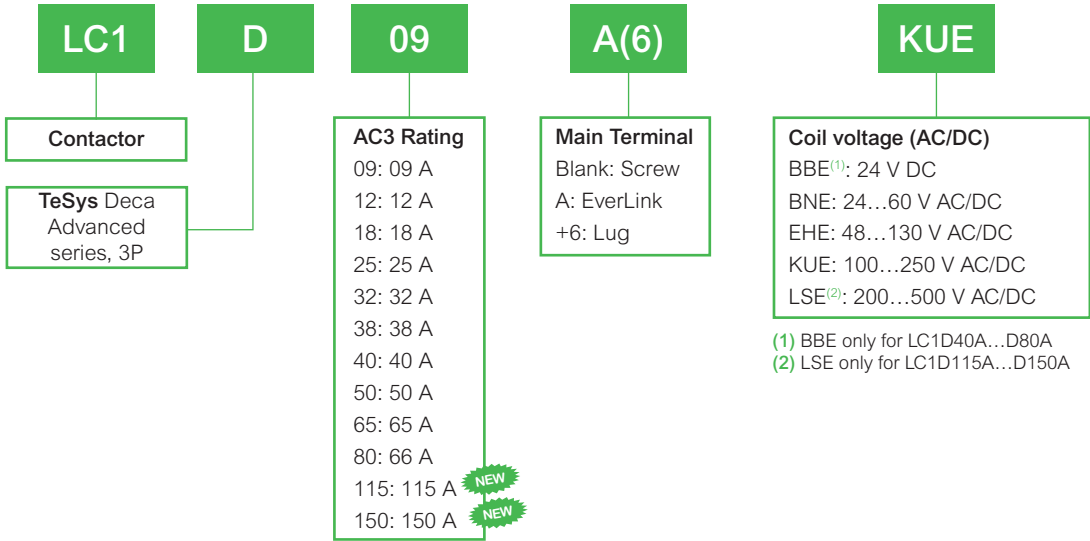 LC1
D
09
A(6)
KUE
Contactor
TeSys Deca
Advanced
series, 3P
AC3 Rating
09: 09 A
12: 12 A
18: 18 A
25: 25 A
32: 32 A
38: 38 A
40: 40 A
50: 50 A
65: 65 A
80: 66 A
115: 115 A NEW
150: 150 A NEW
Main Terminal
Blank: Screw
A: EverLink
+6: Lug
Coil voltage (AC/DC)
BBE(1): 24 V DC
BNE: 24…60 V AC/DC
EHE: 48…130 V AC/DC
KUE: 100…250 V AC/DC
LSE(2): 200…500 V AC/DC
(1) BBE only for LC1D40A…D80A
(2) LSE only for LC1D115A…D150A